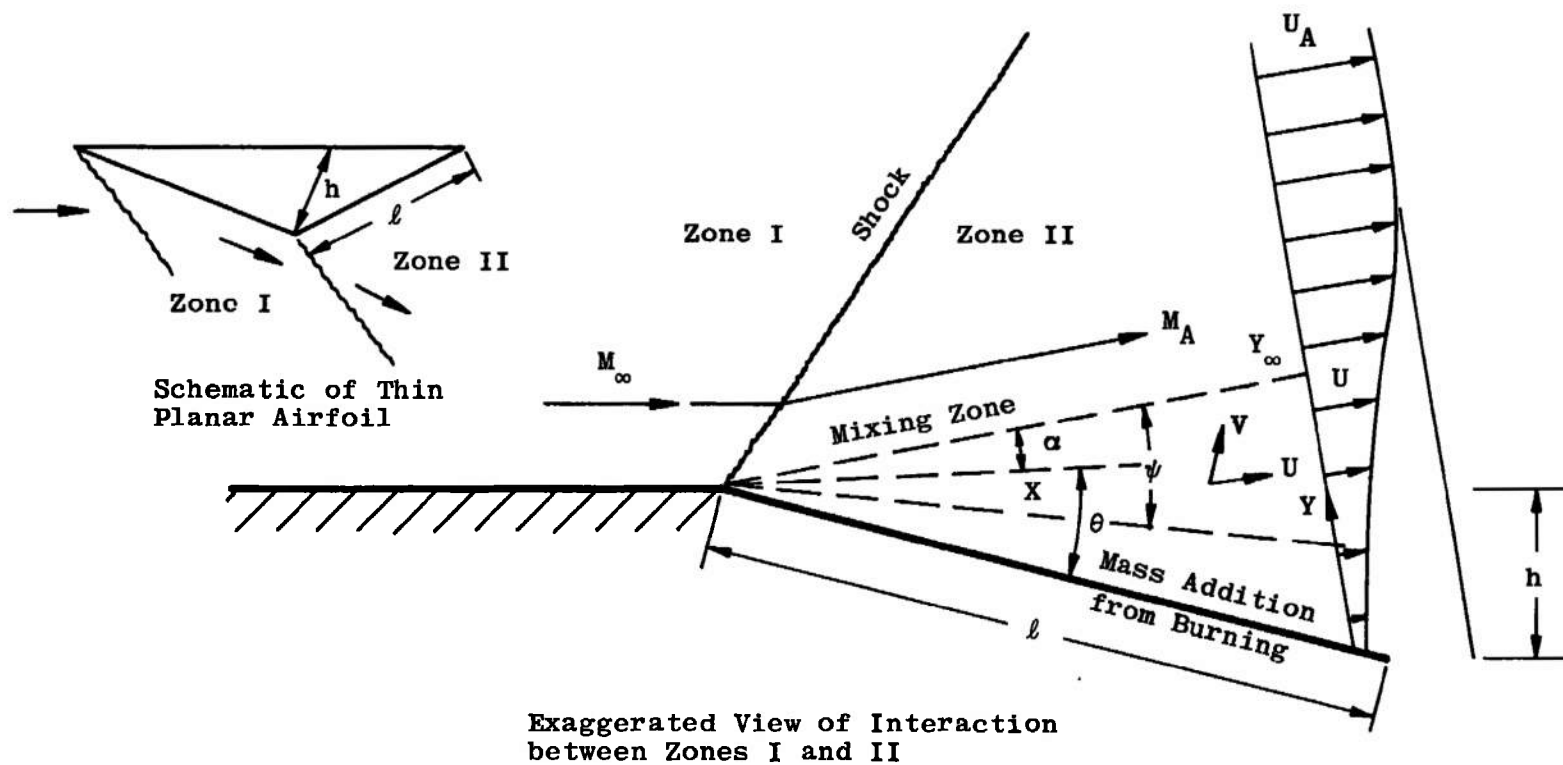 h
ℓ
Zone II
Zonc I
Schematic of Thin
Planar Airfoil
U_A
Zone I
Shock
Zone II
M_∞
M_A
Y_∞
Mixing Zone
α
ψ
V
U
U
X
Y
θ
Mass Addition
from Burning
ℓ
h
Exaggerated View of Interaction
between Zones I and II